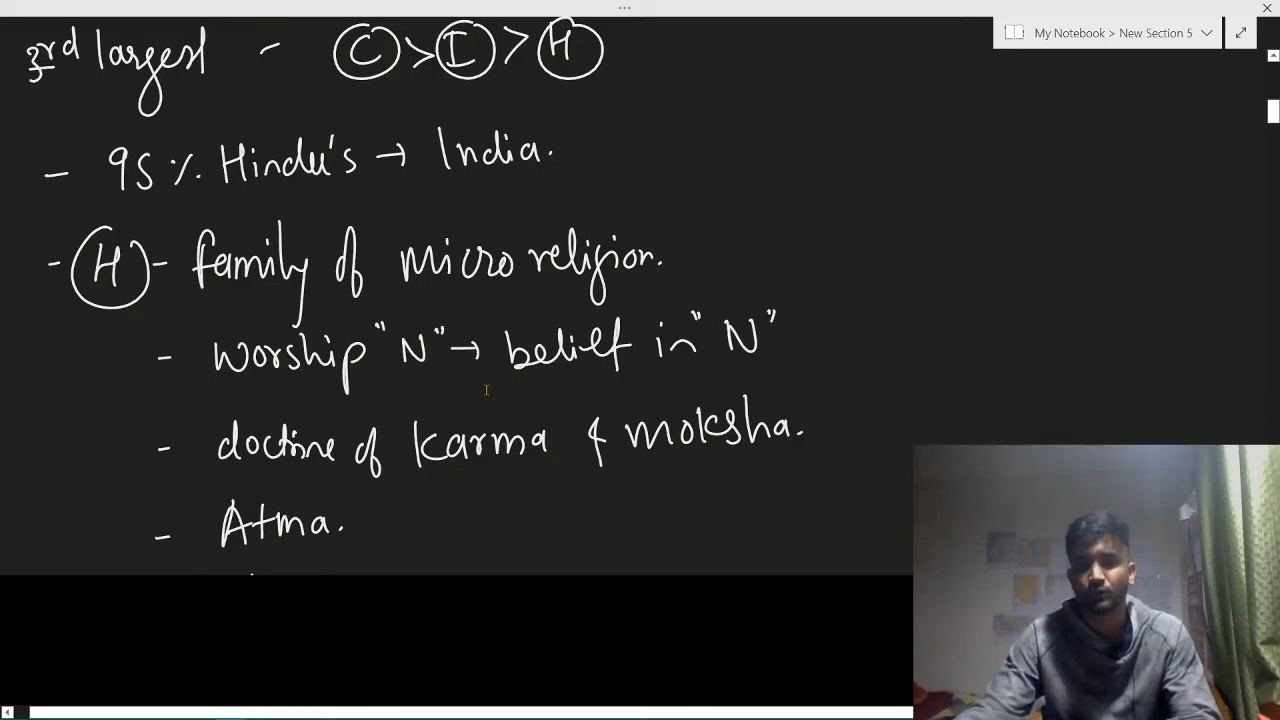 My Notebook > New Section 5
3rd largest - C > I > H
- 95 % Hindu's → India.
- H - family of micro religion.
- worship "N" → belief in "N"
- doctine of karma & moksha.
- Atma.